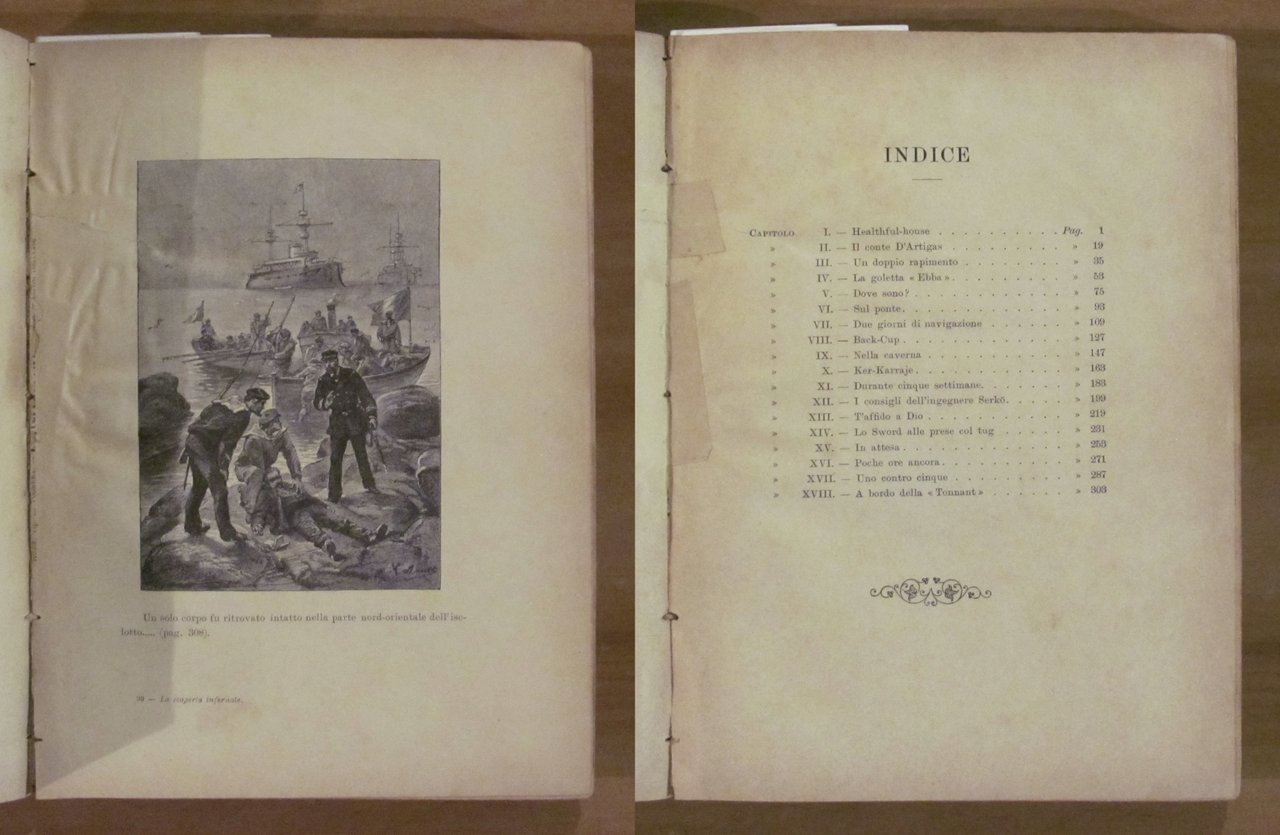 Un solo corpo fu ritrovato intatto nella parte nord-orientale dell'iso-
lotto..... (pag. 308).
— La scoperta infernale.
INDICE
CAPITOLO I. — Healthful-house . . . . . . . . . . Pag. 1
» II. — Il conte D'Artigas . . . . . . . . . » 19
» III. — Un doppio rapimento . . . . . . . . » 35
» IV. — La goletta « Ebba » . . . . . . . . . » 53
» V. — Dove sono? . . . . . . . . . . . . » 75
» VI. — Sul ponte . . . . . . . . . . . . . » 93
» VII. — Due giorni di navigazione . . . . . . » 109
» VIII. — Back-Cup . . . . . . . . . . . . . » 127
» IX. — Nella caverna . . . . . . . . . . . » 147
» X. — Ker-Karraje . . . . . . . . . . . . » 163
» XI. — Durante cinque settimane . . . . . . . » 183
» XII. — I consigli dell'ingegnere Serkö . . . . . » 199
» XIII. — T'affido a Dio . . . . . . . . . . . » 219
» XIV. — Lo Sword alle prese col tug . . . . . » 231
» XV. — In attesa . . . . . . . . . . . . . » 253
» XVI. — Poche ore ancora . . . . . . . . . . » 271
» XVII. — Uno contro cinque . . . . . . . . . » 287
» XVIII. — A bordo della « Tonnant » . . . . . . » 303